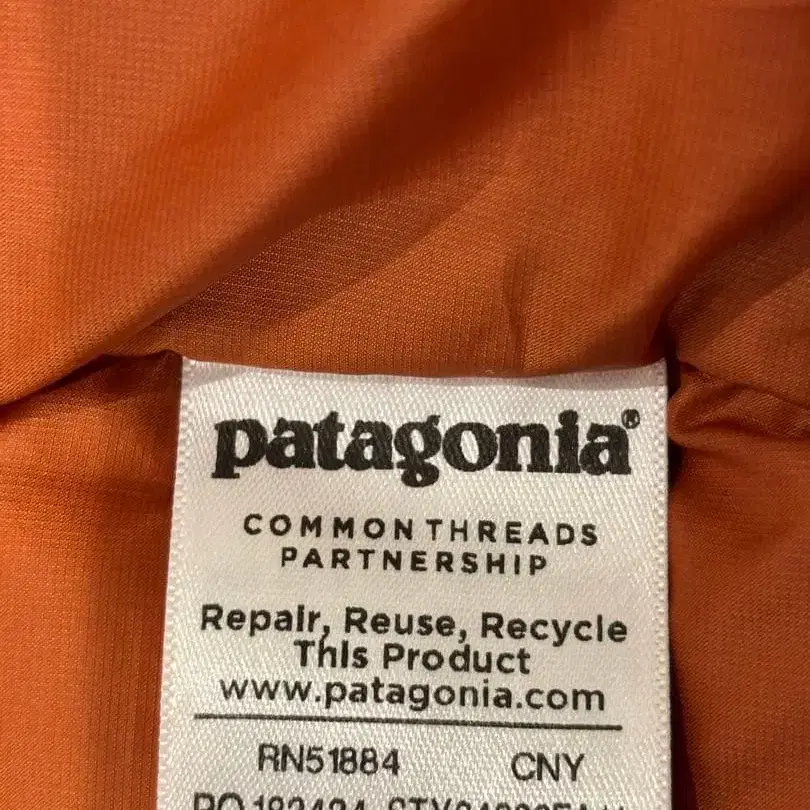 patagonia®
COMMON THREADS
PARTNERSHIP
Repair, Reuse, Recycle
This Product
www.patagonia.com
RN51884 CNY